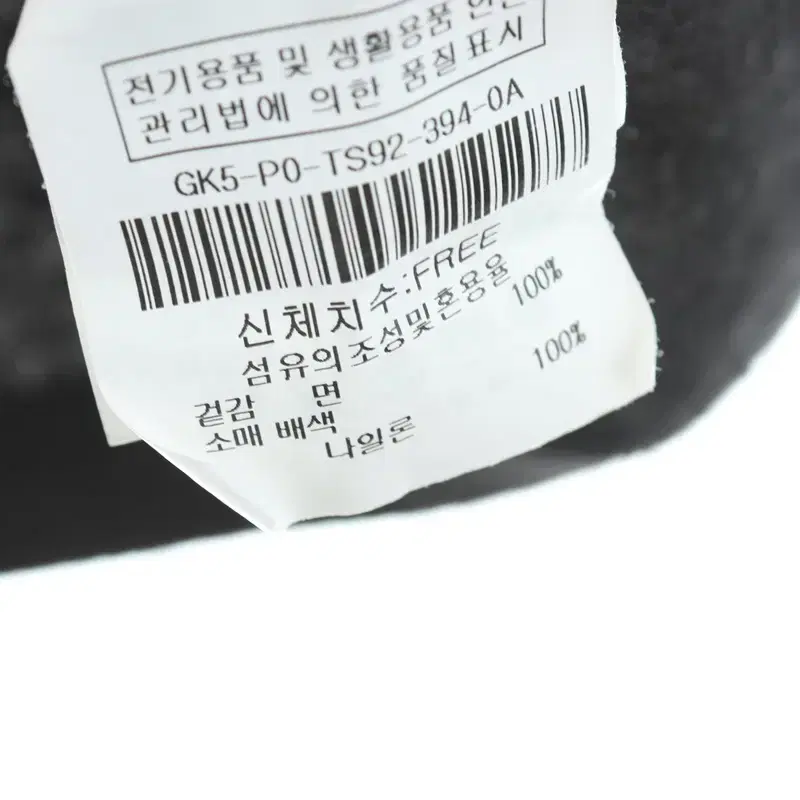 전기용품 및 생활용품 안전
관리법에 의한 품질표시
GK5-P0-TS92-394-0A
신체치수:FREE
섬유의조성및혼용율
겉감 면 100%
소매 배색
나일론 100%